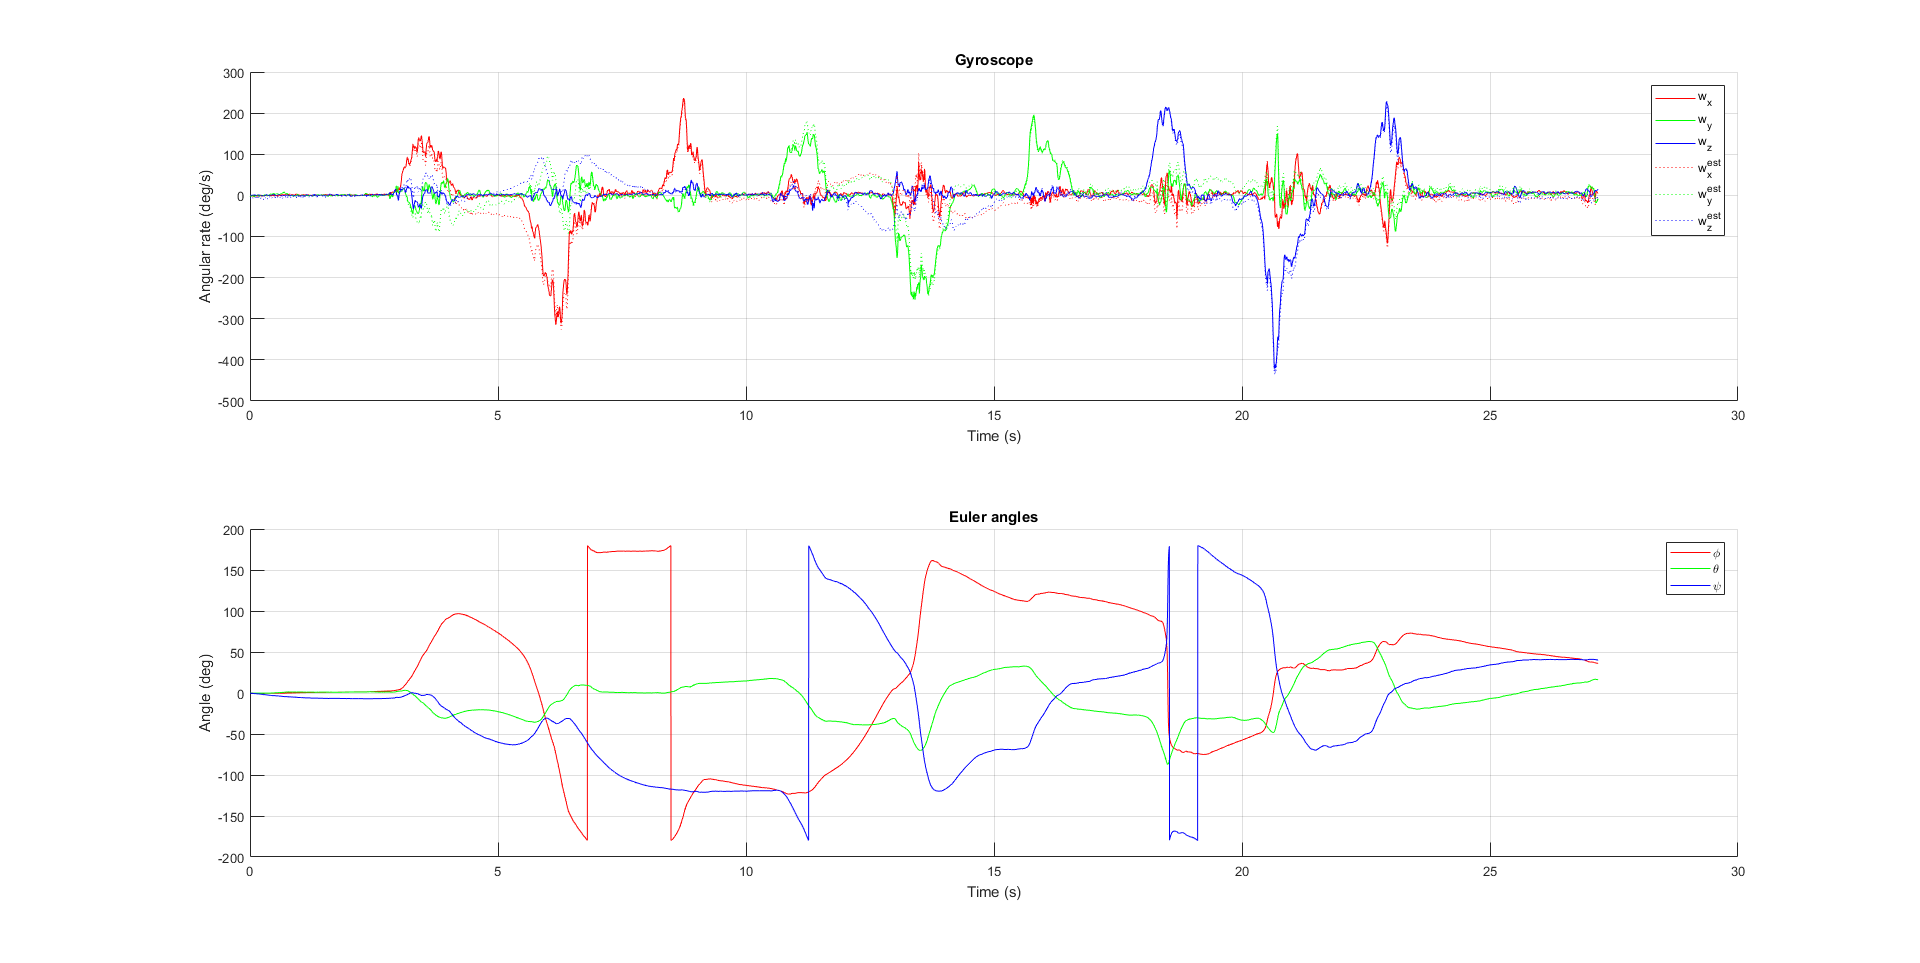 Gyroscope
300
200
100
0
-100
-200
-300
-400
-500
Angular rate (deg/s)
0 5 10 15 20 25 30
Time (s)
w_x
w_y
w_z
w_x^est
w_y^est
w_z^est
Euler angles
200
150
100
50
0
-50
-100
-150
-200
Angle (deg)
0 5 10 15 20 25 30
Time (s)
ϕ
θ
ψ